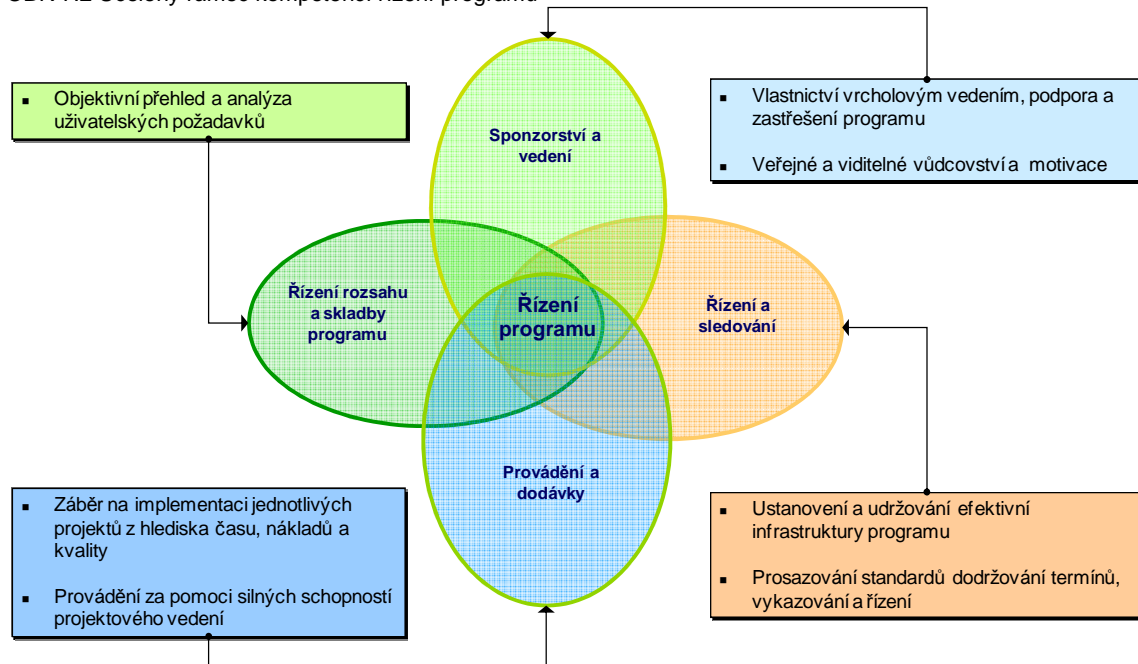 Objektivní přehled a analýza
uživatelských požadavků
Sponzorství a
vedení
Vlastnictví vrcholovým vedením, podpora a
zastřešení programu
Veřejné a viditelné vůdcovství a motivace
Řízení rozsahu
a skladby
programu
Řízení
programu
Řízení a
sledování
Provádění a
dodávky
Záběr na implementaci jednotlivých
projektů z hlediska času, nákladů a
kvality
Provádění za pomoci silných schopností
projektového vedení
Ustanovení a udržování efektivní
infrastruktury programu
Prosazování standardů dodržování termínů,
vykazování a řízení